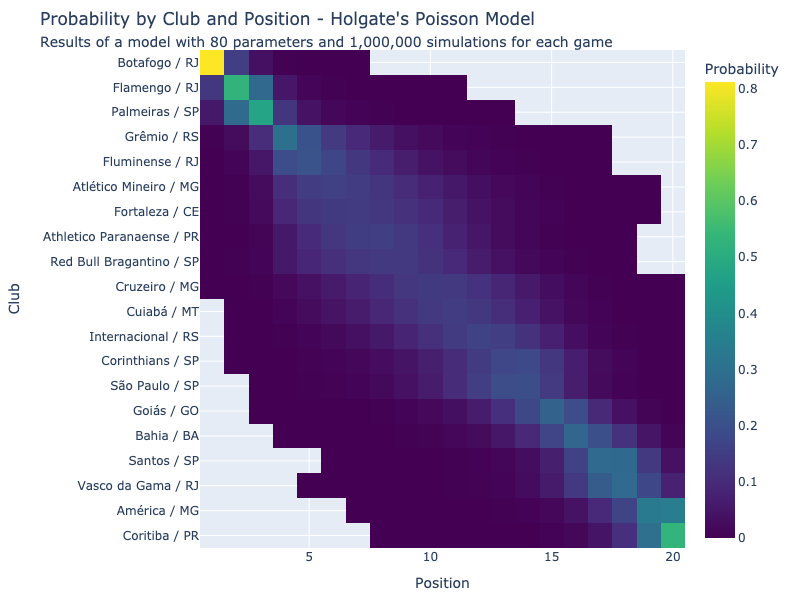 Probability by Club and Position - Holgate's Poisson Model
Results of a model with 80 parameters and 1,000,000 simulations for each game
Probability
Botafogo / RJ
Flamengo / RJ
Palmeiras / SP
Grêmio / RS
Fluminense / RJ
Atlético Mineiro / MG
Fortaleza / CE
Athletico Paranaense / PR
Red Bull Bragantino / SP
Cruzeiro / MG
Cuiabá / MT
Internacional / RS
Corinthians / SP
São Paulo / SP
Goiás / GO
Bahia / BA
Santos / SP
Vasco da Gama / RJ
América / MG
Coritiba / PR
Club
5 10 15 20
Position
0.8
0.7
0.6
0.5
0.4
0.3
0.2
0.1
0